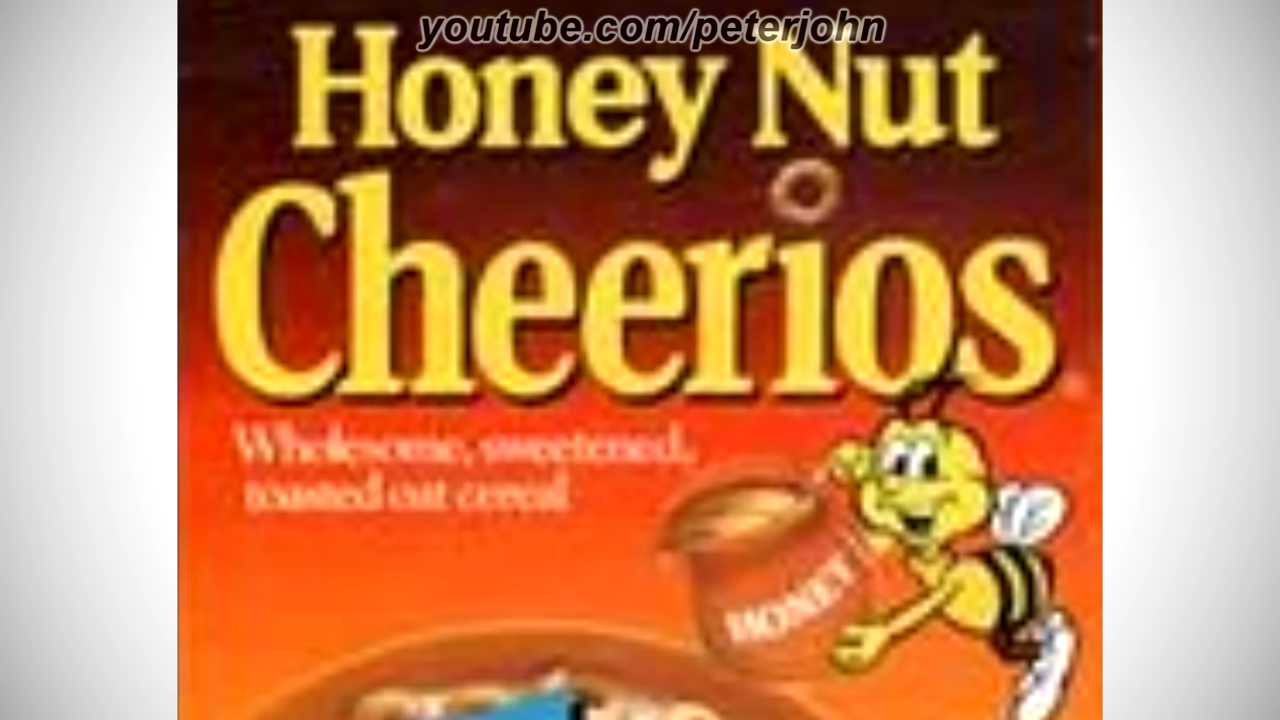 youtube.com/peterjohn
Honey Nut
Cheerios
Wholesome, sweetened,
toasted oat cereal
HONEY